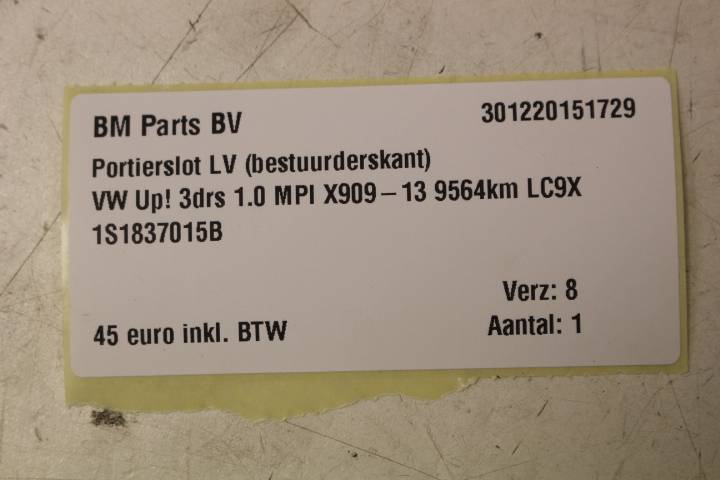 BM Parts BV 301220151729
Portierslot LV (bestuurderskant)
VW Up! 3drs 1.0 MPI X909-13 9564km LC9X
1S1837015B
Verz: 8
45 euro inkl. BTW Aantal: 1